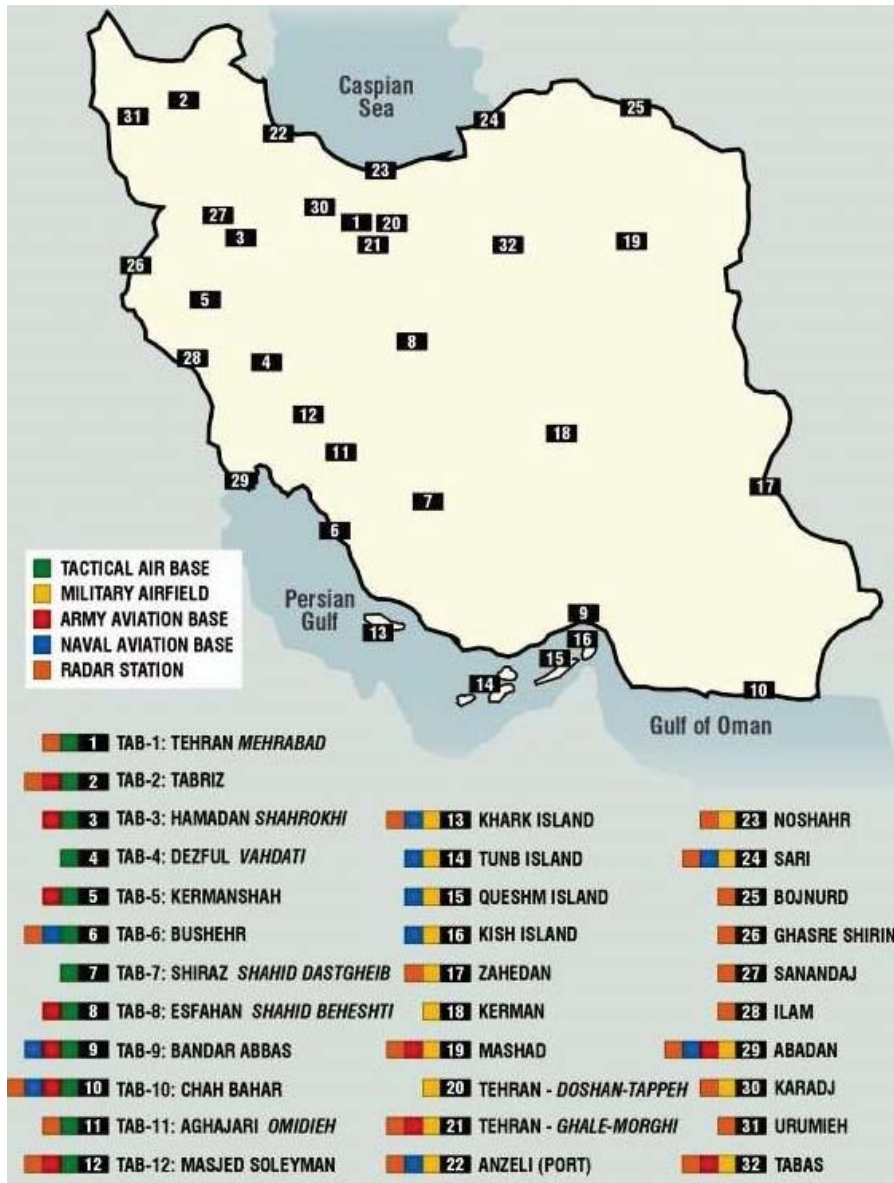 Caspian
Sea
2
31
25
24
22
23
30
27
1
20
3
21
32
19
26
5
8
28
4
12
18
11
29
17
7
6
TACTICAL AIR BASE
MILITARY AIRFIELD
ARMY AVIATION BASE
NAVAL AVIATION BASE
RADAR STATION
Persian
Gulf
13
9
16
15
14
10
Gulf of Oman
1 TAB-1: TEHRAN MEHRABAD
2 TAB-2: TABRIZ
3 TAB-3: HAMADAN SHAHROKHI
4 TAB-4: DEZFUL VAHDATI
5 TAB-5: KERMANSHAH
6 TAB-6: BUSHEHR
7 TAB-7: SHIRAZ SHAHID DASTGHEIB
8 TAB-8: ESFAHAN SHAHID BEHESHTI
9 TAB-9: BANDAR ABBAS
10 TAB-10: CHAH BAHAR
11 TAB-11: AGHAJARI OMIDIEH
12 TAB-12: MASJED SOLEYMAN
13 KHARK ISLAND
14 TUNB ISLAND
15 QUESHM ISLAND
16 KISH ISLAND
17 ZAHEDAN
18 KERMAN
19 MASHAD
20 TEHRAN - DOSHAN-TAPPEH
21 TEHRAN - GHALE-MORGHI
22 ANZELI (PORT)
23 NOSHAHR
24 SARI
25 BOJNURD
26 GHASRE SHIRIN
27 SANANDAJ
28 ILAM
29 ABADAN
30 KARADJ
31 URUMIEH
32 TABAS